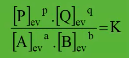 [P]ev^p . [Q]ev^q
[A]ev^a . [B]ev^b = K